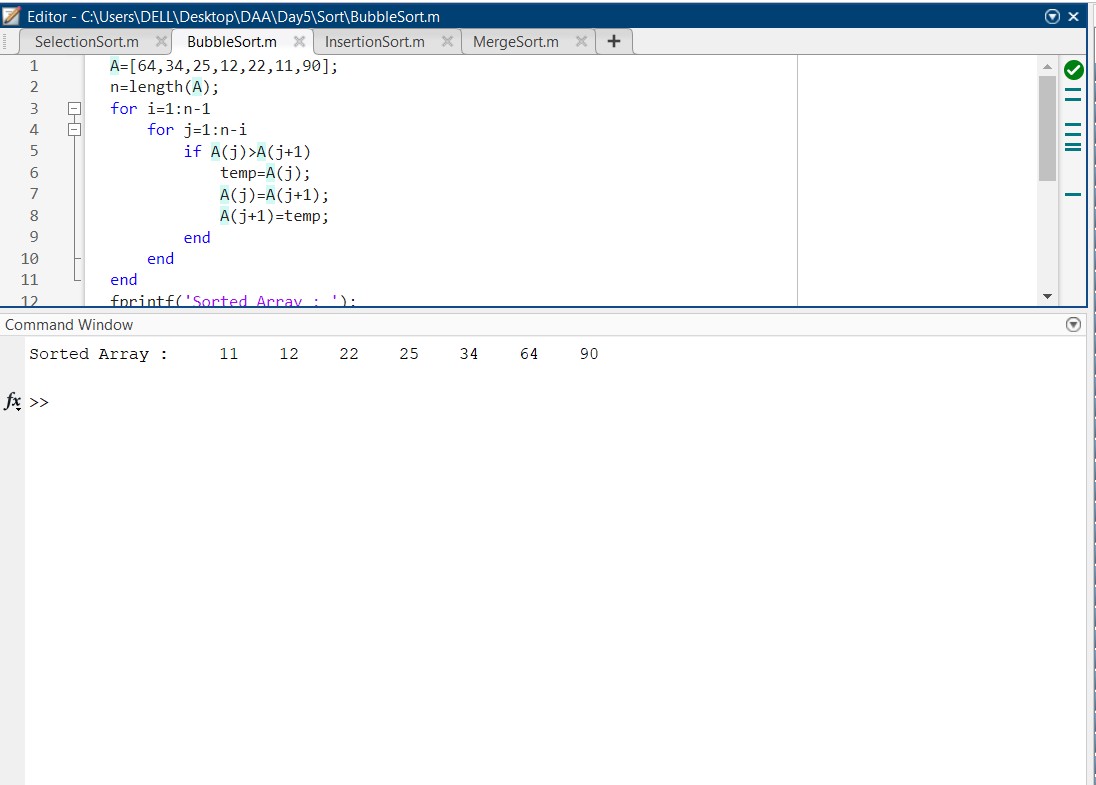 Editor - C:\Users\DELL\Desktop\DAA\Day5\Sort\BubbleSort.m
SelectionSort.m BubbleSort.m InsertionSort.m MergeSort.m +
1 A=[64,34,25,12,22,11,90];
2 n=length(A);
3 for i=1:n-1
4 for j=1:n-i
5 if A(j)>A(j+1)
6 temp=A(j);
7 A(j)=A(j+1);
8 A(j+1)=temp;
9 end
10 end
11 end
12 fprintf('Sorted Array : ');
Command Window
Sorted Array : 11 12 22 25 34 64 90
fx >>